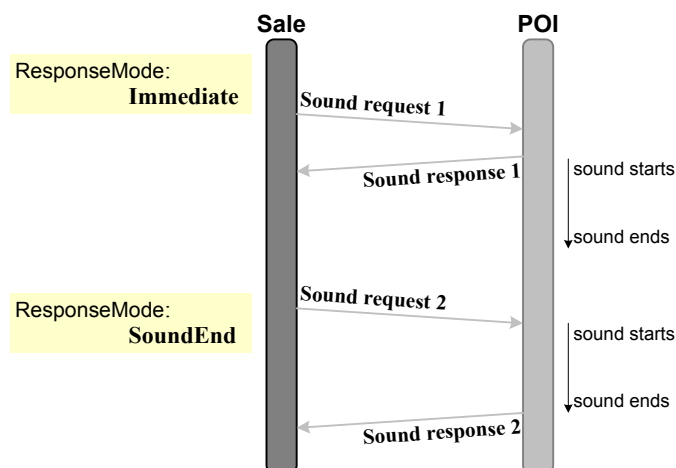 Sale
POI
ResponseMode:
Immediate
Sound request 1
Sound response 1
sound starts
sound ends
Sound request 2
ResponseMode:
SoundEnd
sound starts
sound ends
Sound response 2